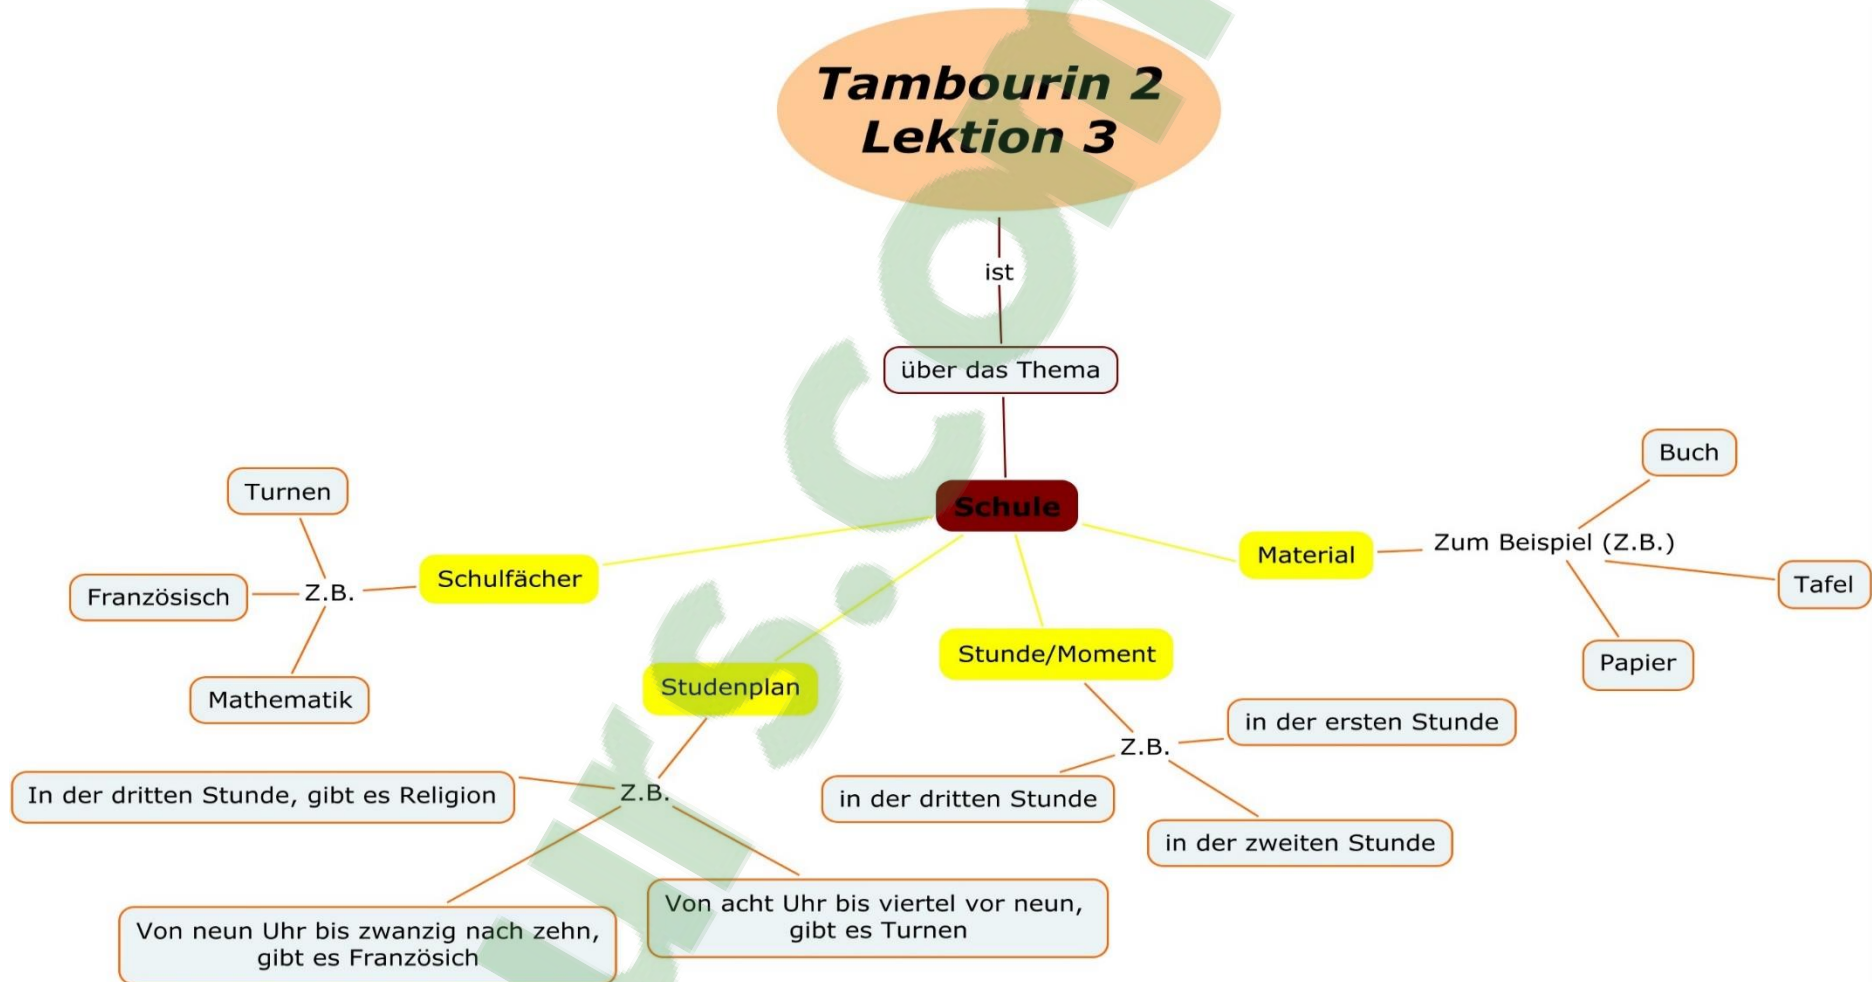 Tambourin 2
Lektion 3
ist
über das Thema
Schule
Schulfächer
Z.B.
Turnen
Französisch
Mathematik
Studenplan
Z.B.
In der dritten Stunde, gibt es Religion
Von neun Uhr bis zwanzig nach zehn,
gibt es Französich
Von acht Uhr bis viertel vor neun,
gibt es Turnen
Stunde/Moment
Z.B.
in der ersten Stunde
in der dritten Stunde
in der zweiten Stunde
Material
Zum Beispiel (Z.B.)
Buch
Tafel
Papier
urs.com